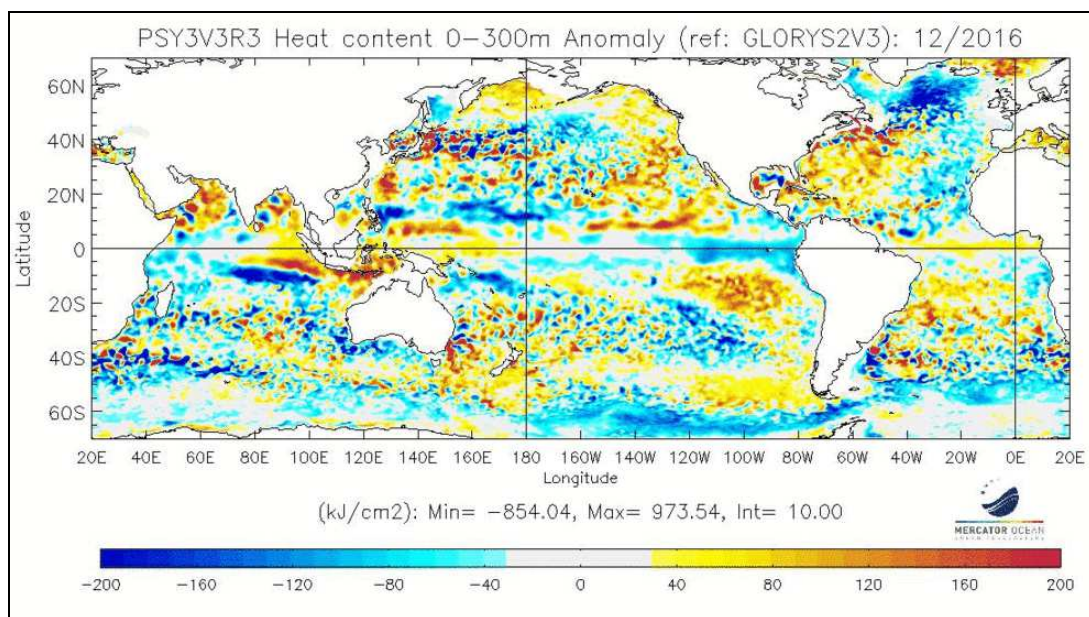 PSY3V3R3 Heat content 0-300m Anomaly (ref: GLORYS2V3): 12/2016
60N
40N
20N
0
20S
40S
60S
Latitude
20E 40E 60E 80E 100E 120E 140E 160E 180 160W 140W 120W 100W 80W 60W 40W 20W 0E 20E
Longitude
(kJ/cm2): Min= -854.04, Max= 973.54, Int= 10.00
MERCATOR OCEAN
-200 -160 -120 -80 -40 0 40 80 120 160 200